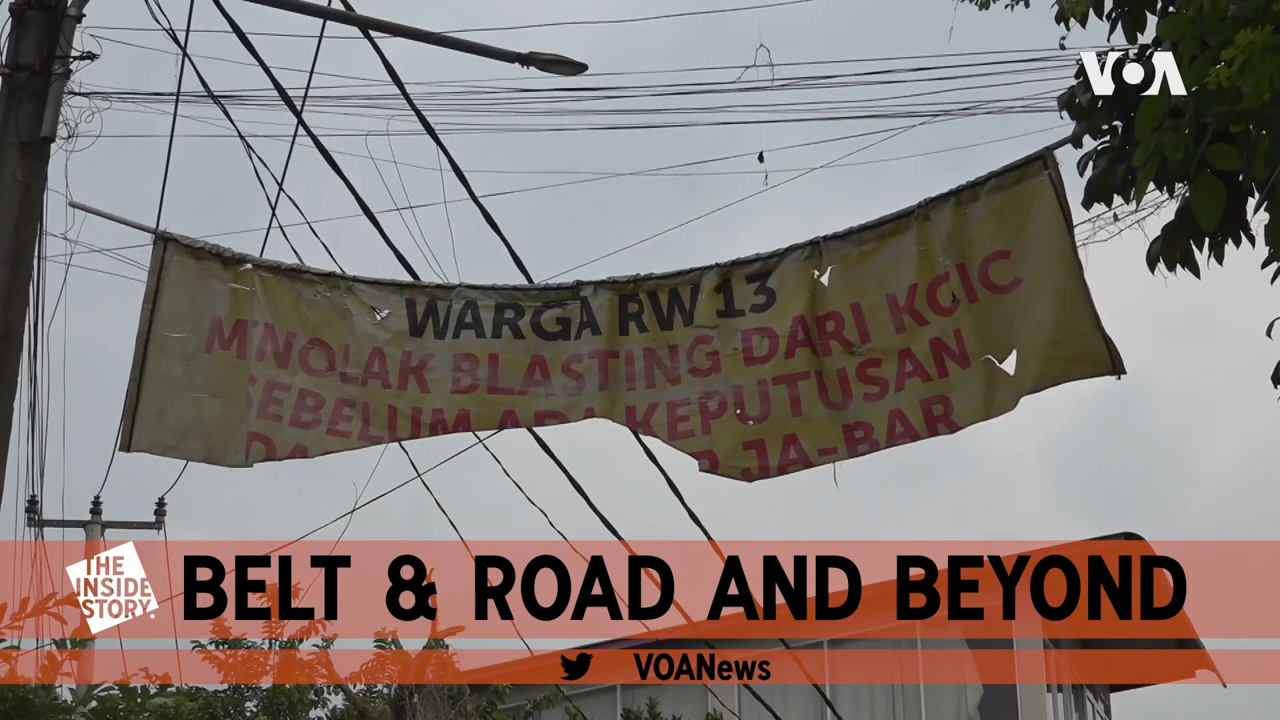 VOA
WARGA RW 13
M'NOLAK BLASTING DARI KCIC
SEBELUM ADA KEPUTUSAN
JA-BAR
THE
INSIDE
STORY.
BELT & ROAD AND BEYOND
VOANews